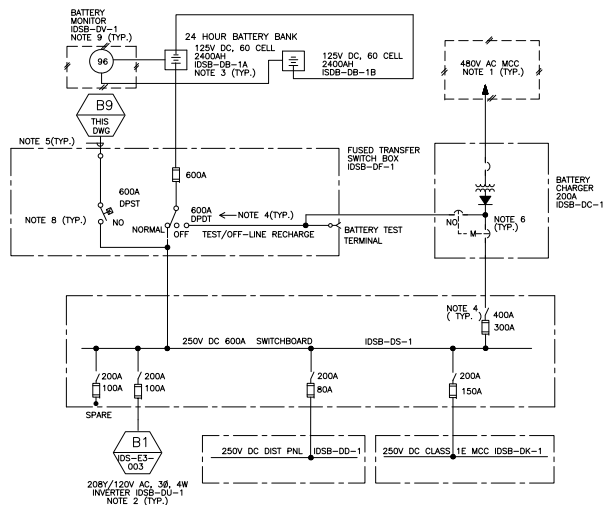 BATTERY
MONITOR
IDSB-DV-1
NOTE 9 (TYP.)
96
24 HOUR BATTERY BANK
125V DC, 60 CELL
2400AH
IDSB-DB-1A
NOTE 3 (TYP.)
125V DC, 60 CELL
2400AH
ISDB-DB-1B
480V AC MCC
NOTE 1 (TYP.)
B9
THIS
DWG
NOTE 5(TYP.)
FUSED TRANSFER
SWITCH BOX
IDSB-DF-1
600A
600A
DPST
NOTE 8 (TYP.)
NO
600A
DPDT
NOTE 4(TYP.)
NORMAL
OFF
TEST/OFF-LINE RECHARGE
BATTERY TEST
TERMINAL
BATTERY
CHARGER
200A
IDSB-DC-1
NO
M
NOTE 6
(TYP.)
NOTE 4
( TYP.)
400A
300A
250V DC 600A SWITCHBOARD IDSB-DS-1
200A
100A
SPARE
200A
100A
200A
80A
200A
150A
B1
IDS-E3-
003
208Y/120V AC, 3Ø, 4W
INVERTER IDSB-DU-1
NOTE 2 (TYP.)
250V DC DIST PNL IDSB-DD-1
250V DC CLASS 1E MCC IDSB-DK-1